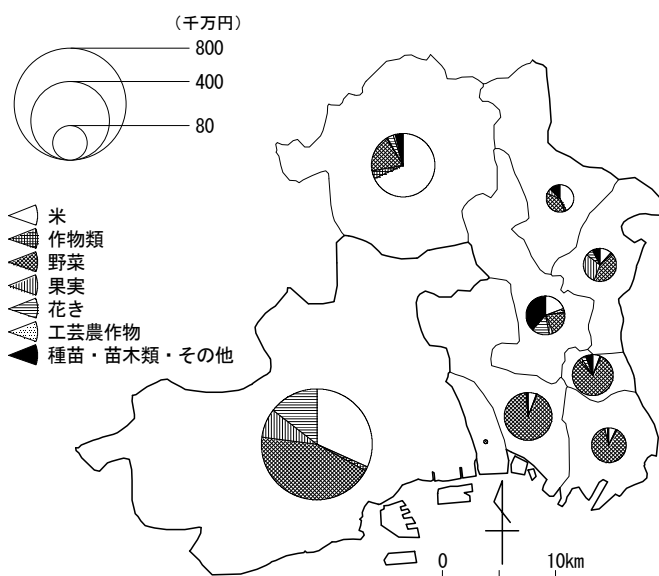 (千万円)
800
400
80
米
作物類
野菜
果実
花き
工芸農作物
種苗・苗木類・その他
0 10km